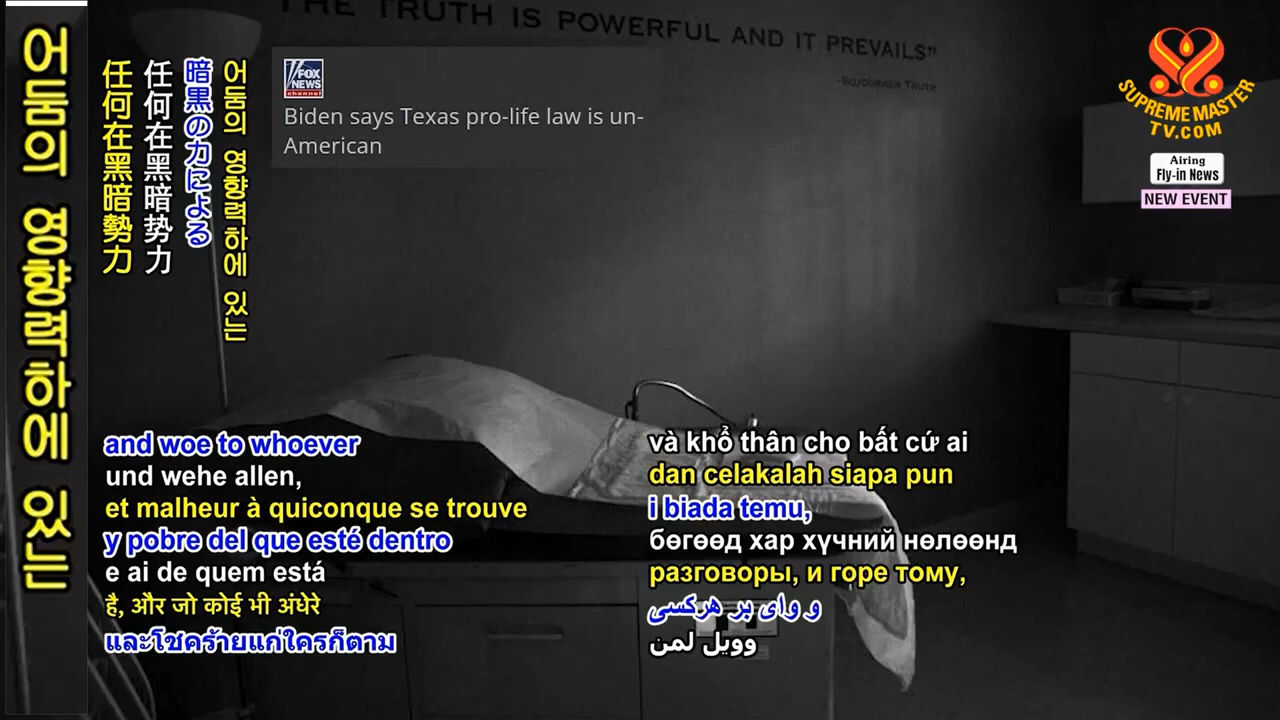 THE TRUTH IS POWERFUL AND IT PREVAILS”
-SOJOURNER TRUTH
FOX
NEWS
channel
Biden says Texas pro-life law is un-
American
SUPREME MASTER
TV.COM
Airing
Fly-in News
NEW EVENT
어둠의 영향력하에 있는
任何在黑暗勢力
任何在黑暗势力
暗黒の力による
어둠의 영향력하에 있는
and woe to whoever
und wehe allen,
et malheur à quiconque se trouve
y pobre del que esté dentro
e ai de quem está
है, और जो कोई भी अंधेरे
และโชคร้ายแก่ใครก็ตาม
và khổ thân cho bất cứ ai
dan celakalah siapa pun
i biada temu,
бөгөөд хар хүчний нөлөөнд
разговоры, и горе тому,
و وای بر هرکسی
وويل لمن